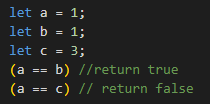 let a = 1;
let b = 1;
let c = 3;
(a == b) //return true
(a == c) // return false